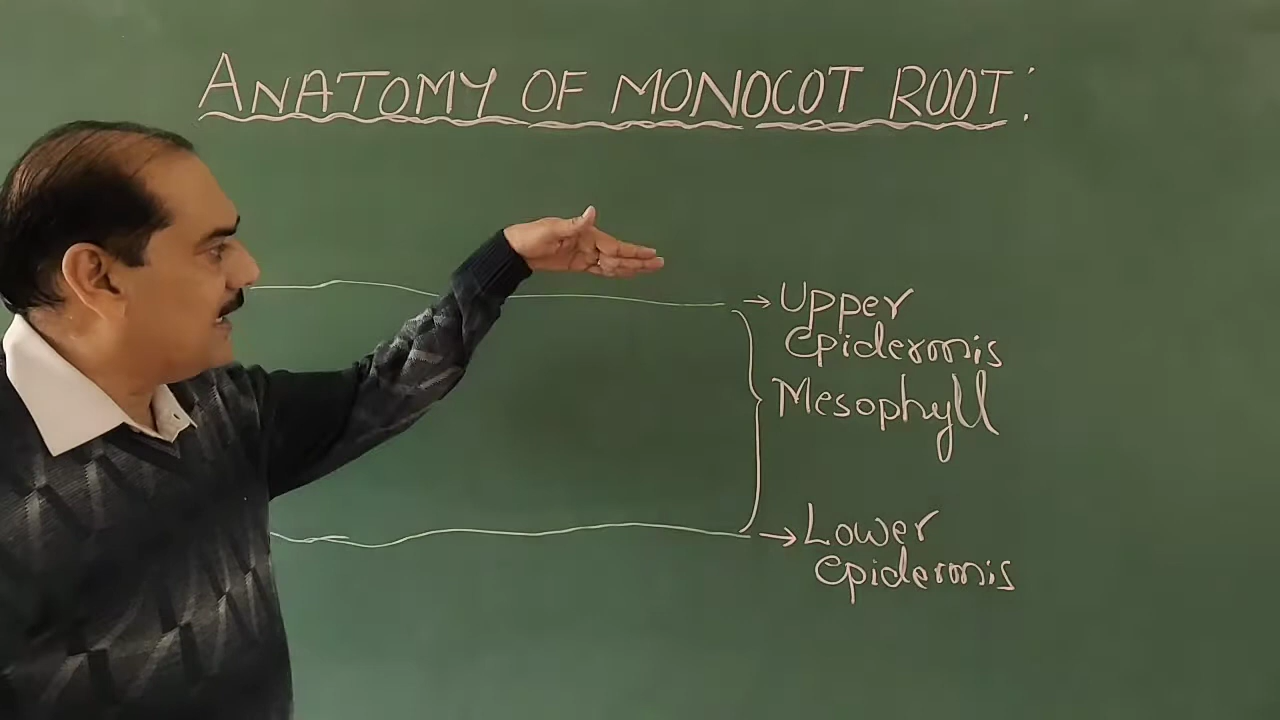 ANATOMY OF MONOCOT ROOT:
→Upper
Epidermis
Mesophyll
→Lower
Epidermis